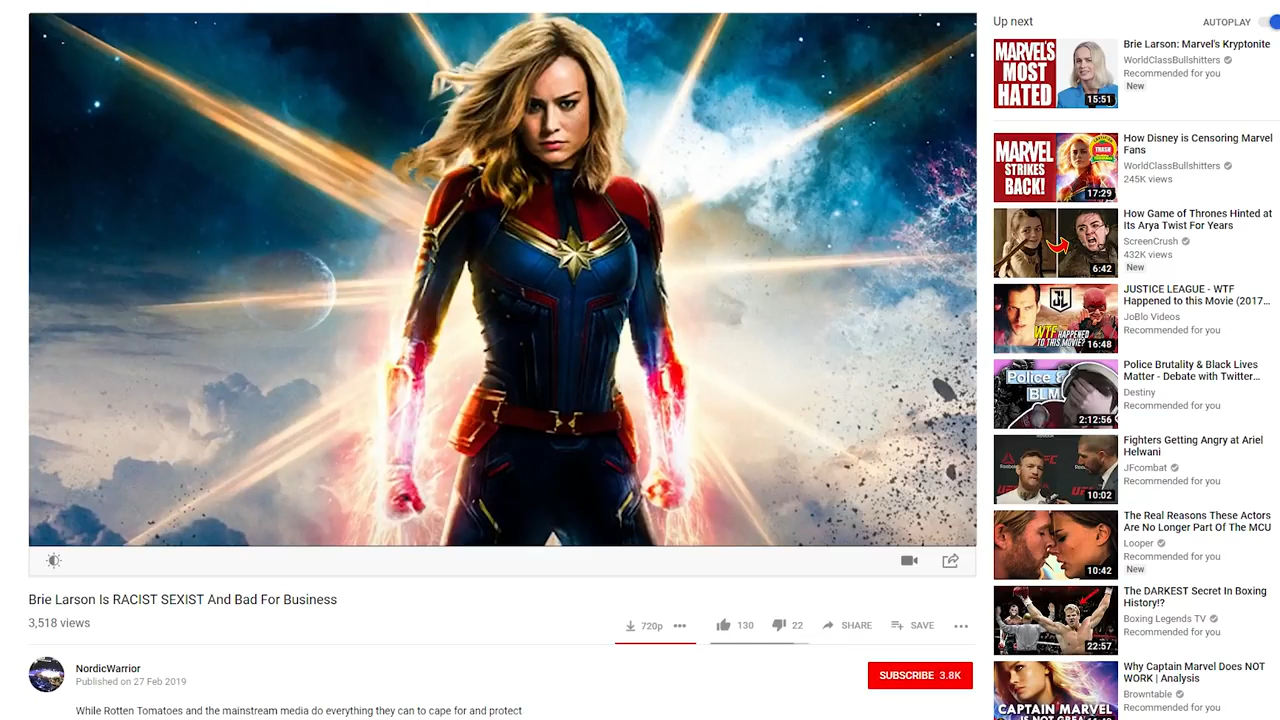 Up next
AUTOPLAY
MARVEL'S
MOST
HATED
15:51
Brie Larson: Marvel's Kryptonite
WorldClassBullshitters
Recommended for you
New
MARVEL
STRIKES
BACK!
TRASH
17:29
How Disney is Censoring Marvel
Fans
WorldClassBullshitters
245K views
6:42
How Game of Thrones Hinted at
Its Arya Twist For Years
ScreenCrush
432K views
New
JL
WTF HAPPENED
TO THIS MOVIE?
16:48
JUSTICE LEAGUE - WTF
Happened to this Movie (2017...
JoBlo Videos
Recommended for you
Police &
BLM
2:12:56
Police Brutality & Black Lives
Matter - Debate with Twitter...
Destiny
Recommended for you
10:02
Fighters Getting Angry at Ariel
Helwani
JFcombat
Recommended for you
10:42
The Real Reasons These Actors
Are No Longer Part Of The MCU
Looper
Recommended for you
New
22:57
The DARKEST Secret In Boxing
History!?
Boxing Legends TV
Recommended for you
CAPTAIN MARVEL
Why Captain Marvel Does NOT
WORK | Analysis
Browntable
Recommended for you
Brie Larson Is RACIST SEXIST And Bad For Business
3,518 views
720p
130
22
SHARE
SAVE
NordicWarrior
Published on 27 Feb 2019
SUBSCRIBE 3.8K
While Rotten Tomatoes and the mainstream media do everything they can to cape for and protect